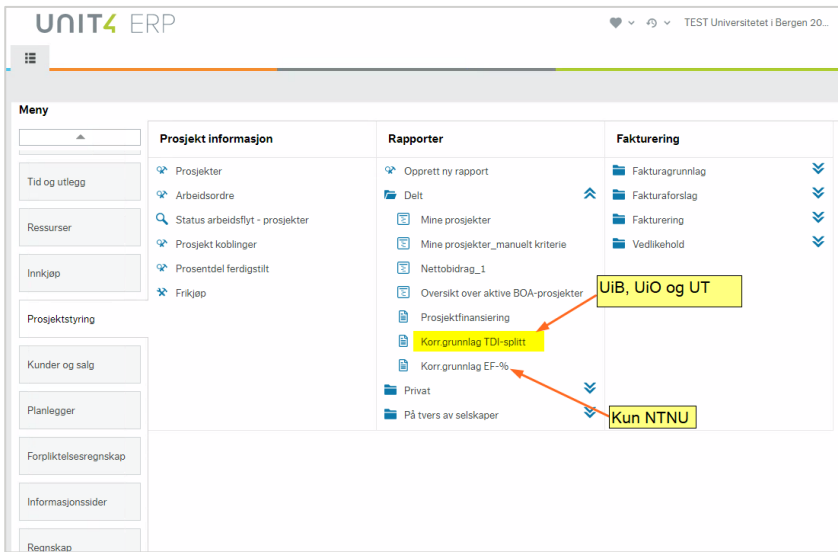 UNIT4 ERP
TEST Universitetet i Bergen 20...
Meny
Tid og utlegg
Ressurser
Innkjøp
Prosjektstyring
Kunder og salg
Planlegger
Forpliktelsesregnskap
Informasjonssider
Regnskap
Prosjekt informasjon
Prosjekter
Arbeidsordre
Status arbeidsflyt - prosjekter
Prosjekt koblinger
Prosentdel ferdigstilt
Frikjøp
Rapporter
Opprett ny rapport
Delt
Mine prosjekter
Mine prosjekter_manuelt kriterie
Nettobidrag_1
Oversikt over aktive BOA-prosjekter
Prosjektfinansiering
Korr.grunnlag TDI-splitt
Korr.grunnlag EF-%
Privat
På tvers av selskaper
Fakturering
Fakturagrunnlag
Fakturaforslag
Fakturering
Vedlikehold
UiB, UiO og UT
Kun NTNU